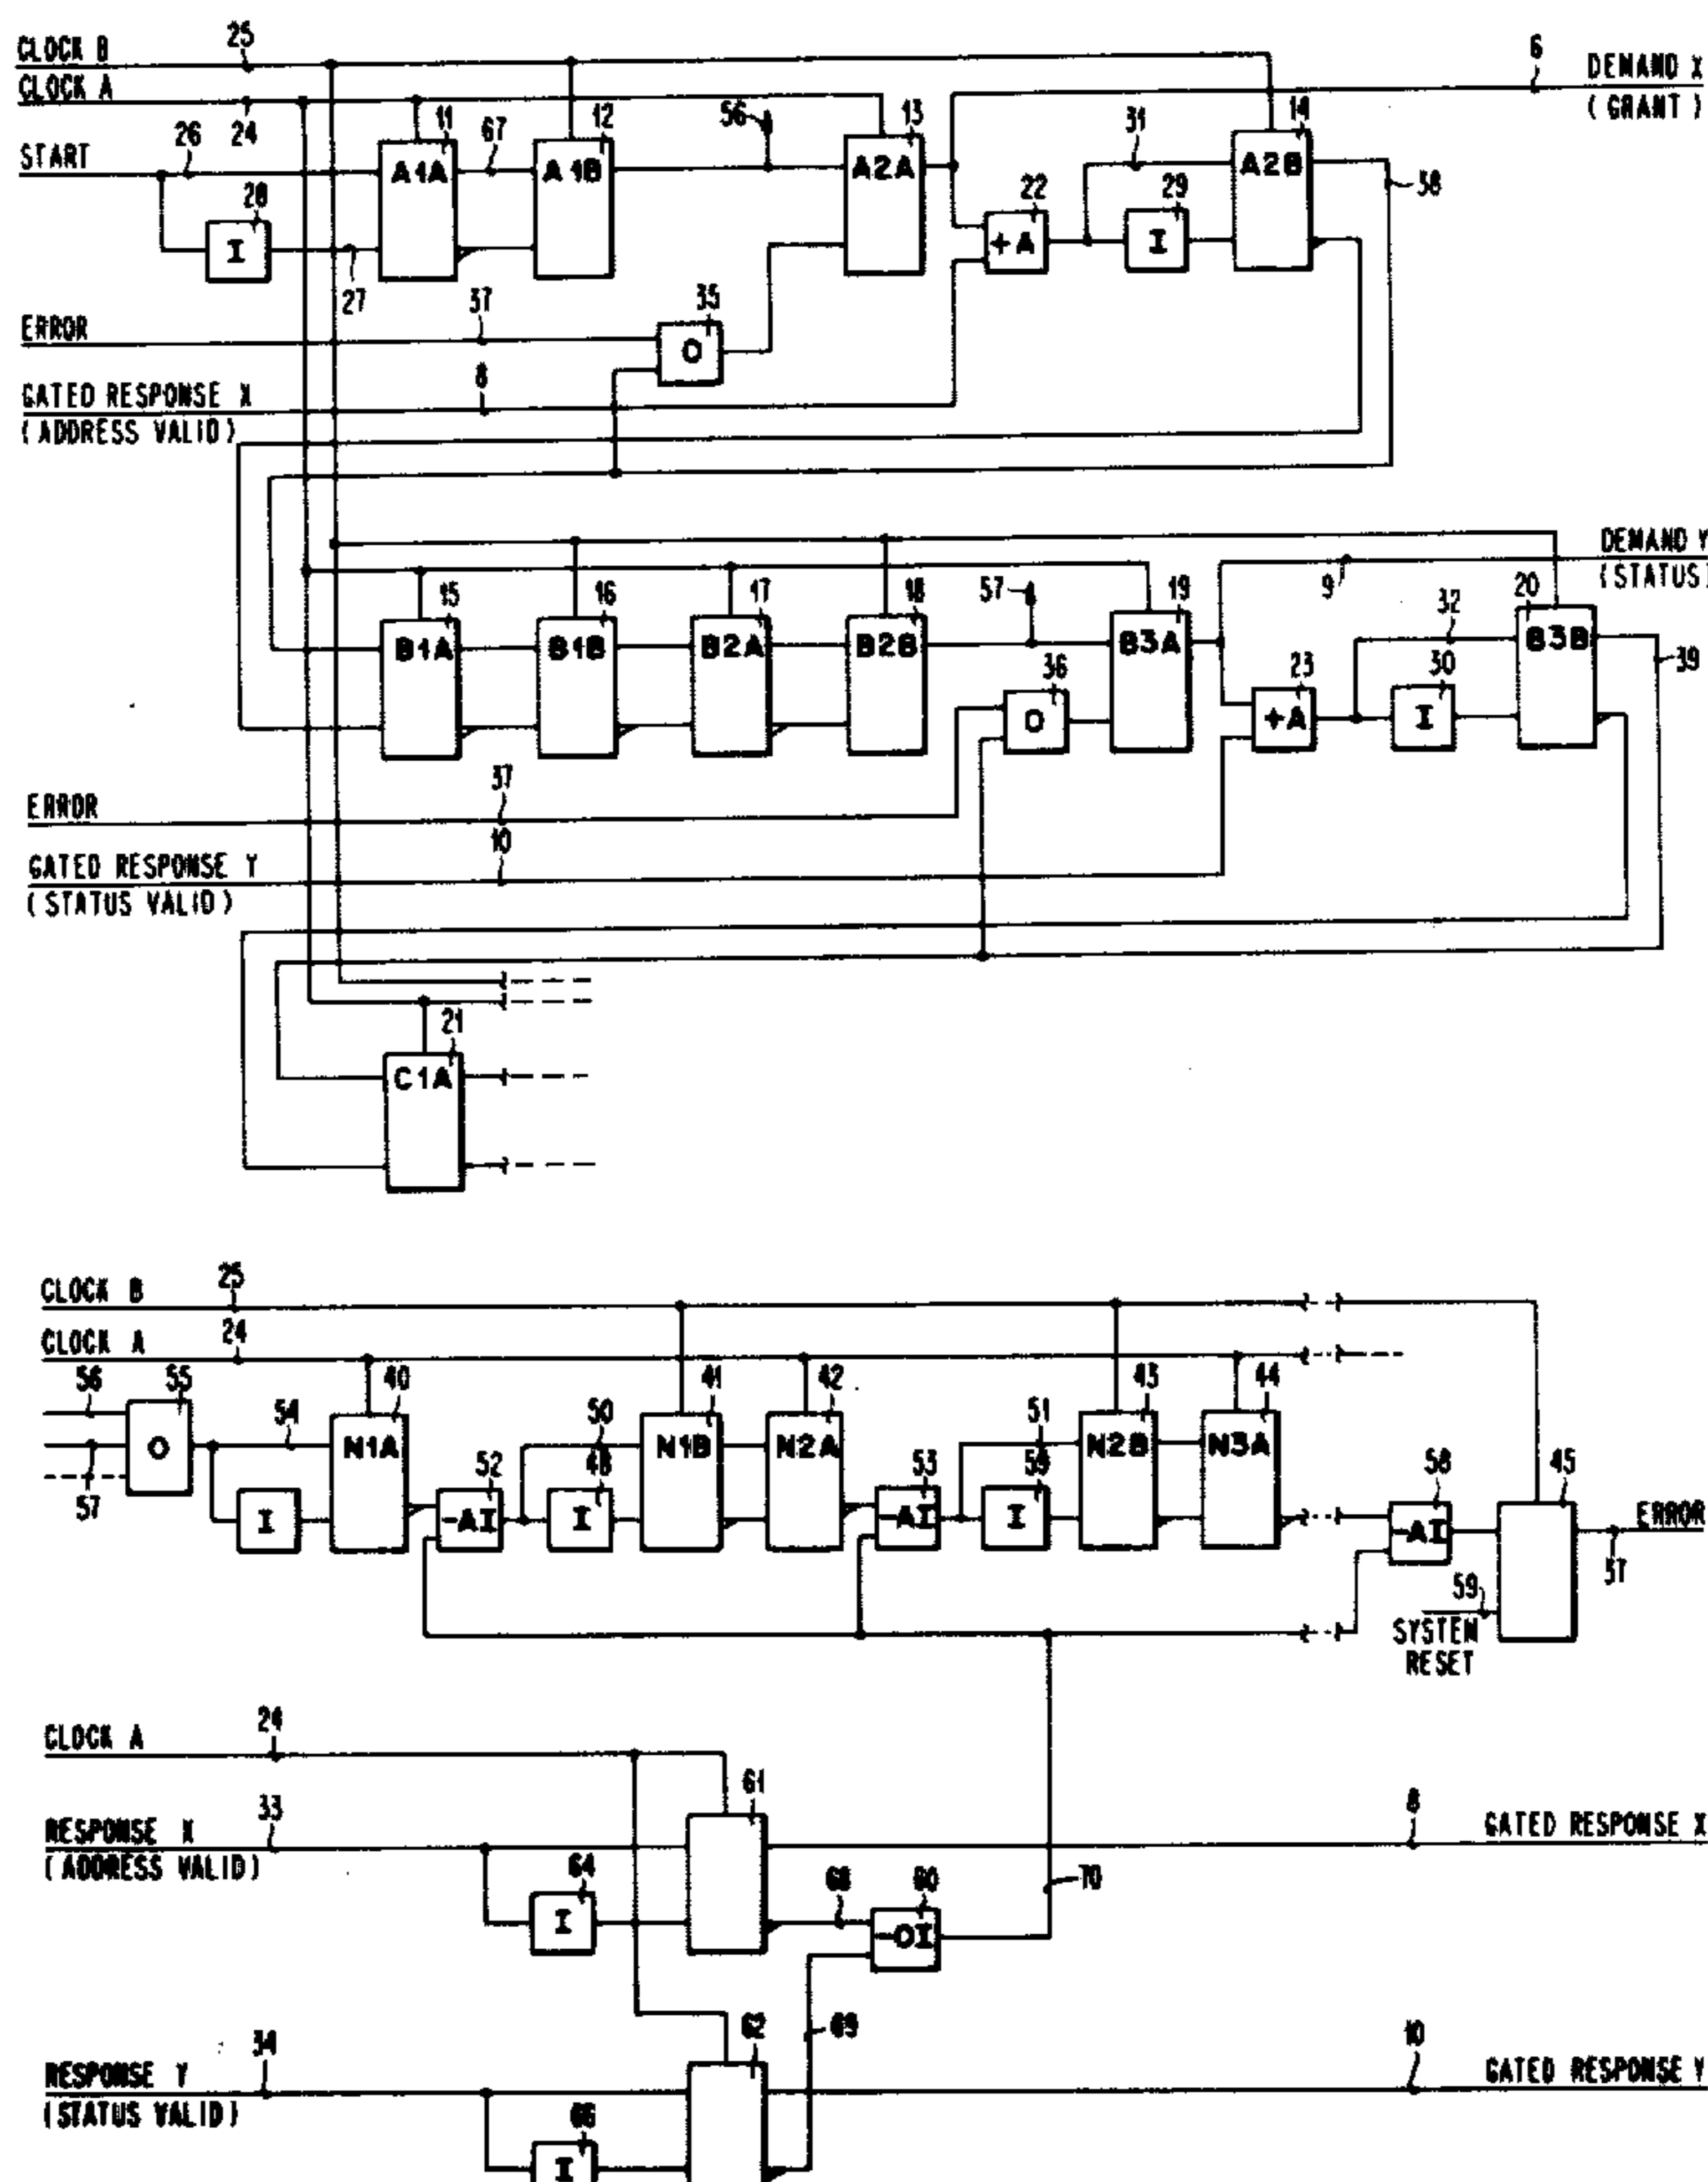 CLOCK B 25 6 DEMAND X
CLOCK A 24 (GRANT)
START 26 11 67 12 56 13 31 14
A1A A1B A2A 22 29 A2B 58
28 I 27 +A I
ERROR 37 35 O
GATED RESPONSE X 8
(ADDRESS VALID)
DEMAND Y
9 (STATUS)
15 16 17 18 57 19 32 20
B1A B1B B2A B2B 36 B3A 23 30 B3B 39
O +A I
ERROR 37
10
GATED RESPONSE Y
(STATUS VALID)
21
C1A
CLOCK B 25
CLOCK A 24
56 55 54 40 50 41 42 51 43 44
O N1A 52 48 N1B N2A 53 59 N2B N3A 58 45
57 I -AI I -AI I -AI ERROR
59 37
SYSTEM
RESET
CLOCK A 24
61
RESPONSE X 33 8 GATED RESPONSE X
(ADDRESS VALID) 64 68 60 70
I -OI
62 69
RESPONSE Y 34 10 GATED RESPONSE Y
(STATUS VALID) 66
I